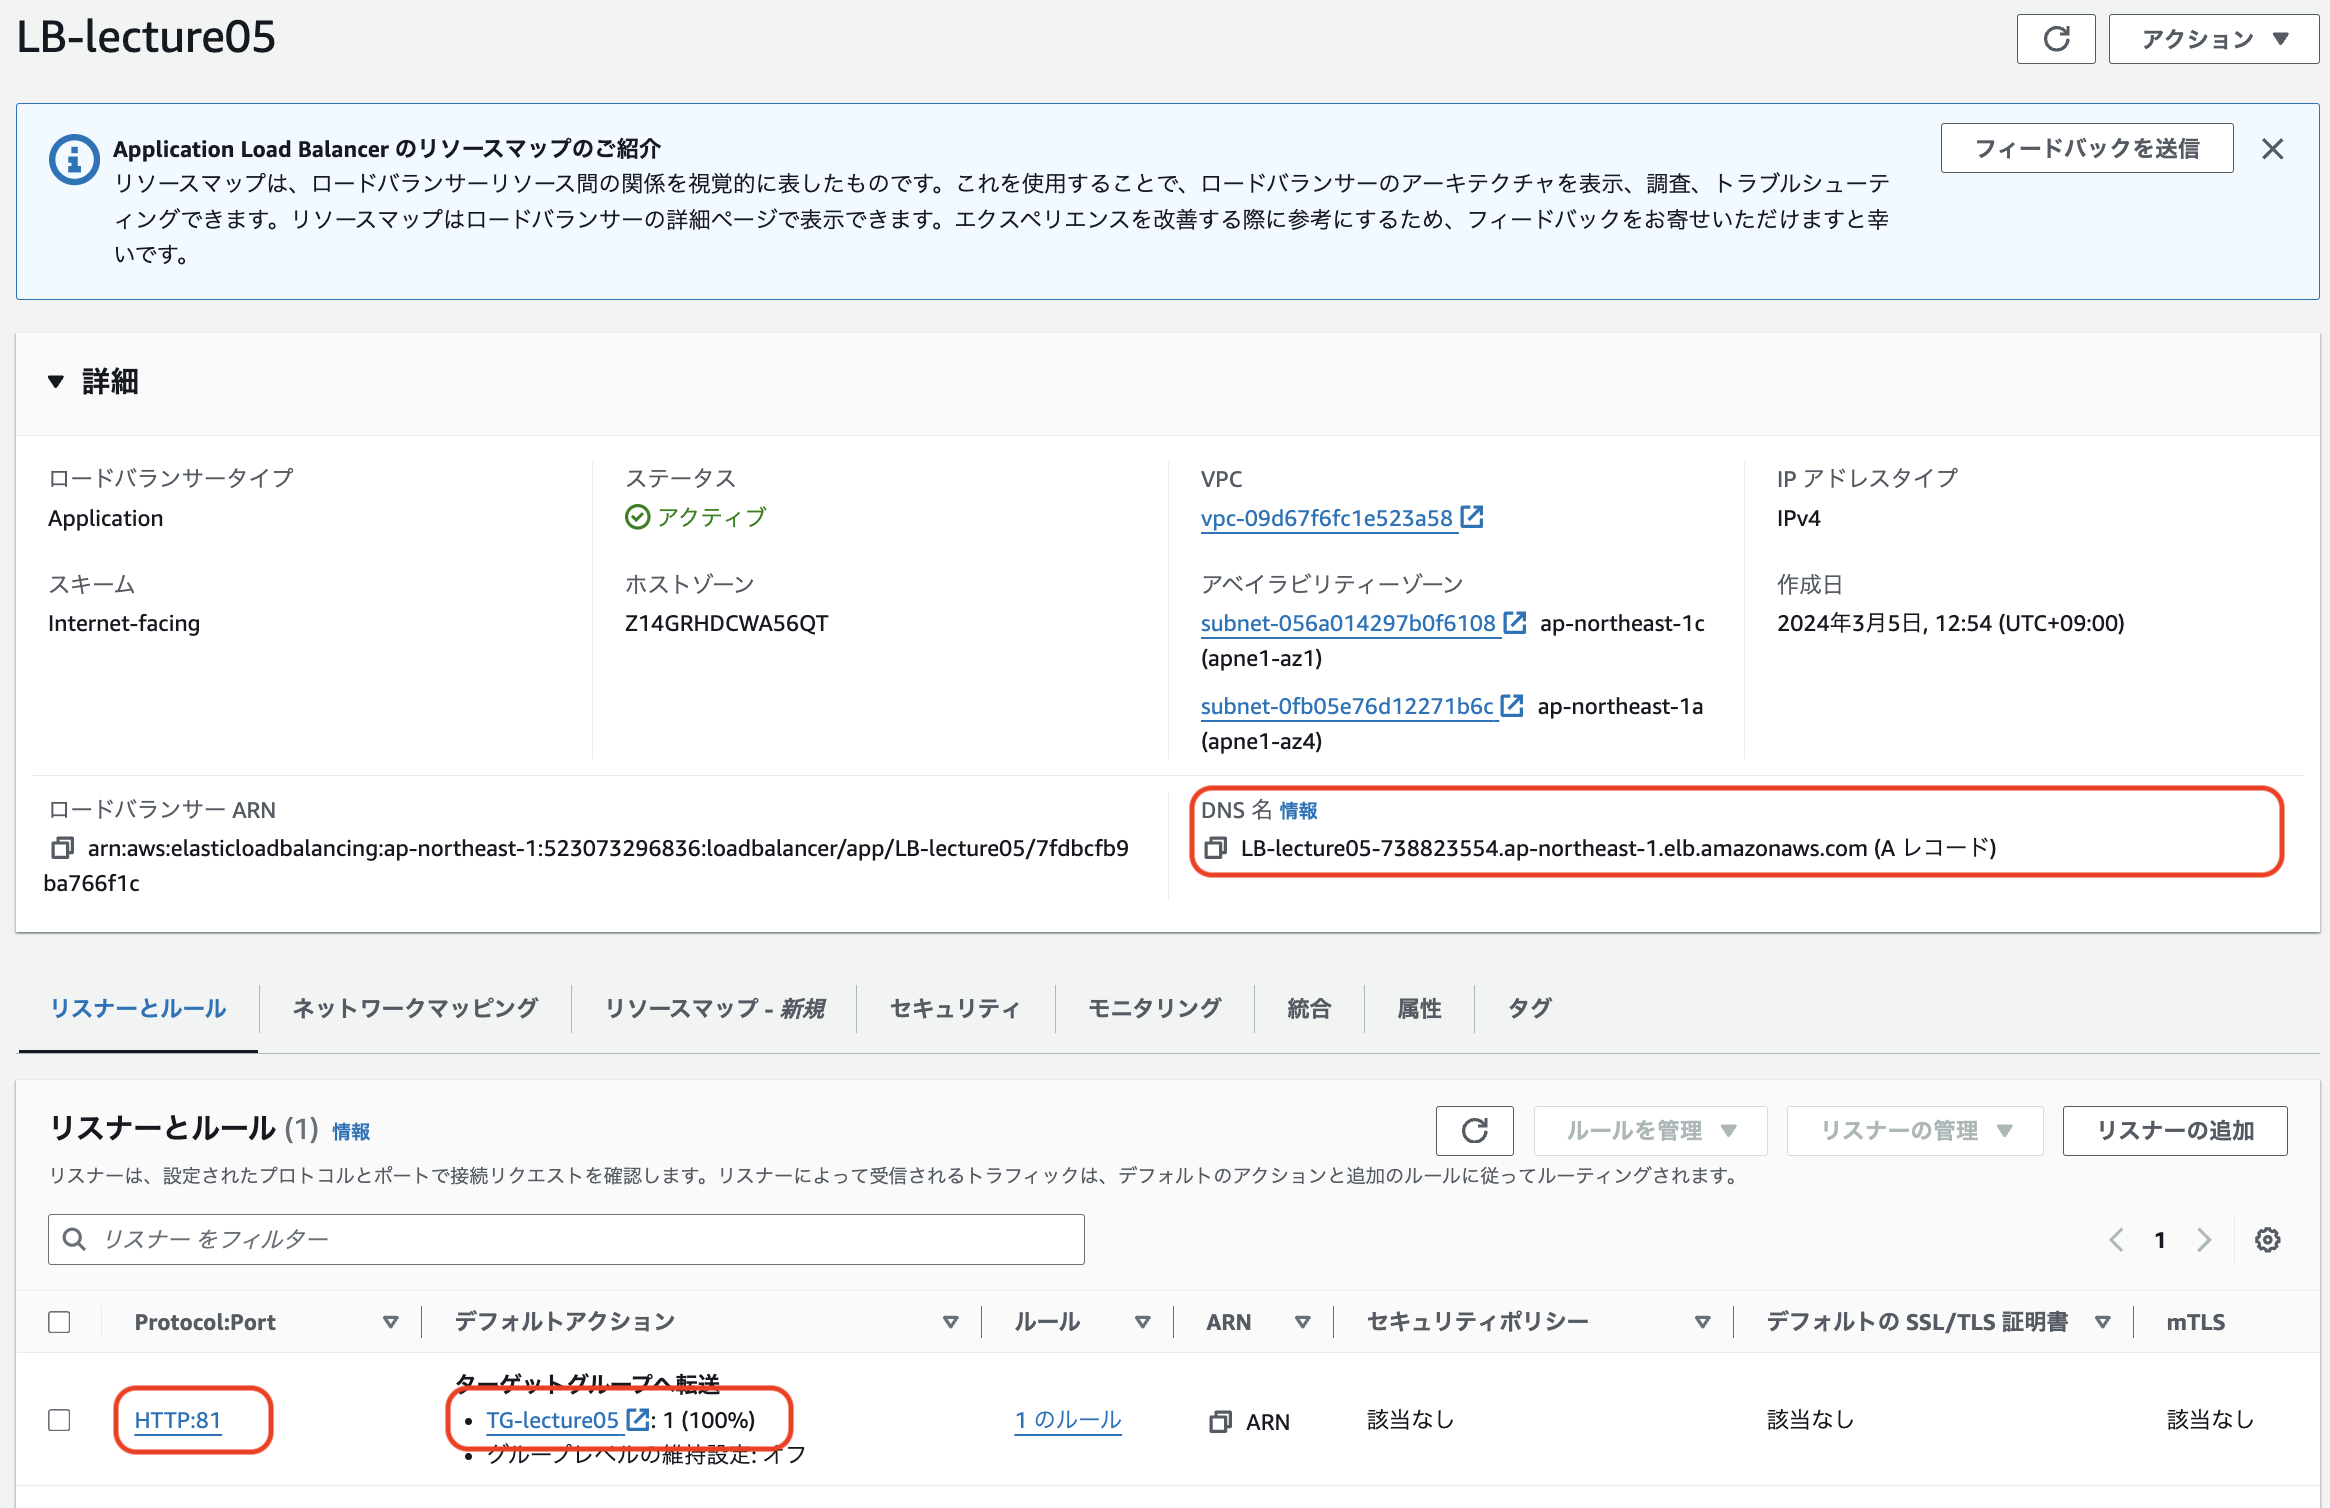 LB-lecture05
アクション
Application Load Balancer のリソースマップのご紹介
フィードバックを送信
リソースマップは、ロードバランサーリソース間の関係を視覚的に表したものです。これを使用することで、ロードバランサーのアーキテクチャを表示、調査、トラブルシューテ
ィングできます。リソースマップはロードバランサーの詳細ページで表示できます。エクスペリエンスを改善する際に参考にするため、フィードバックをお寄せいただけますと幸
いです。
詳細
ロードバランサータイプ
Application
ステータス
アクティブ
VPC
vpc-09d67f6fc1e523a58
IP アドレスタイプ
IPv4
スキーム
Internet-facing
ホストゾーン
Z14GRHDCWA56QT
アベイラビリティーゾーン
subnet-056a014297b0f6108 ap-northeast-1c
(apne1-az1)
subnet-0fb05e76d12271b6c ap-northeast-1a
(apne1-az4)
作成日
2024年3月5日, 12:54 (UTC+09:00)
ロードバランサー ARN
arn:aws:elasticloadbalancing:ap-northeast-1:523073296836:loadbalancer/app/LB-lecture05/7fdbcfb9
ba766f1c
DNS 名 情報
LB-lecture05-738823554.ap-northeast-1.elb.amazonaws.com (A レコード)
リスナーとルール ネットワークマッピング リソースマップ - 新規 セキュリティ モニタリング 統合 属性 タグ
リスナーとルール (1) 情報
ルールを管理 リスナーの管理 リスナーの追加
リスナーは、設定されたプロトコルとポートで接続リクエストを確認します。リスナーによって受信されるトラフィックは、デフォルトのアクションと追加のルールに従ってルーティングされます。
リスナー をフィルター
1
Protocol:Port デフォルトアクション ルール ARN セキュリティポリシー デフォルトの SSL/TLS 証明書 mTLS
ターゲットグループへ転送
HTTP:81 • TG-lecture05 : 1 (100%) 1 のルール ARN 該当なし 該当なし 該当なし
• グループレベルの維持設定: オフ